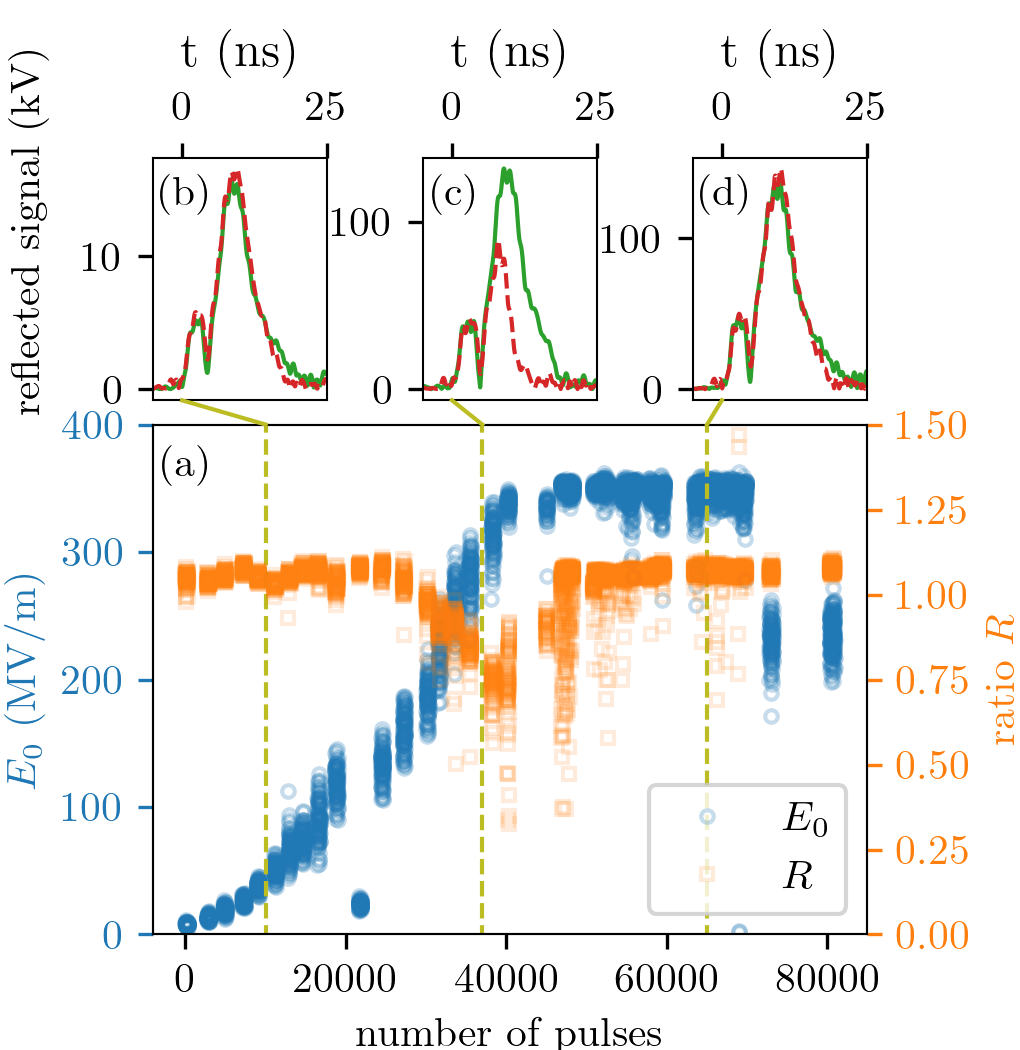 t (ns)
t (ns)
t (ns)
0
25
0
25
0
25
reflected signal (kV)
(b)
(c)
(d)
10
0
100
0
100
0
(a)
400
300
200
100
0
E₀ (MV/m)
1.50
1.25
1.00
0.75
0.50
0.25
0.00
ratio R
E₀
R
0
20000
40000
60000
80000
number of pulses